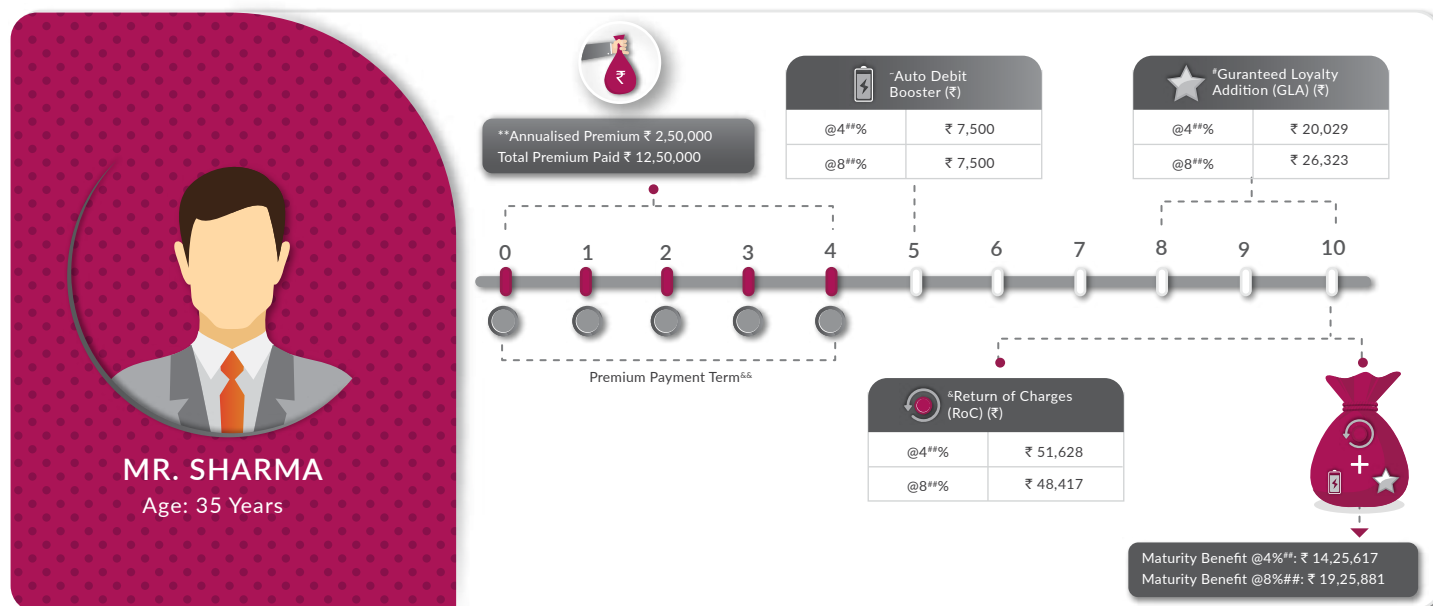 ₹
**Annualised Premium ₹ 2,50,000
Total Premium Paid ₹ 12,50,000
~Auto Debit
Booster (₹)
@4##% ₹ 7,500
@8##% ₹ 7,500
#Guranteed Loyalty
Addition (GLA) (₹)
@4##% ₹ 20,029
@8##% ₹ 26,323
0 1 2 3 4 5 6 7 8 9 10
Premium Payment Term&&
&Return of Charges
(RoC) (₹)
@4##% ₹ 51,628
@8##% ₹ 48,417
+
MR. SHARMA
Age: 35 Years
Maturity Benefit @4%##: ₹ 14,25,617
Maturity Benefit @8%##: ₹ 19,25,881